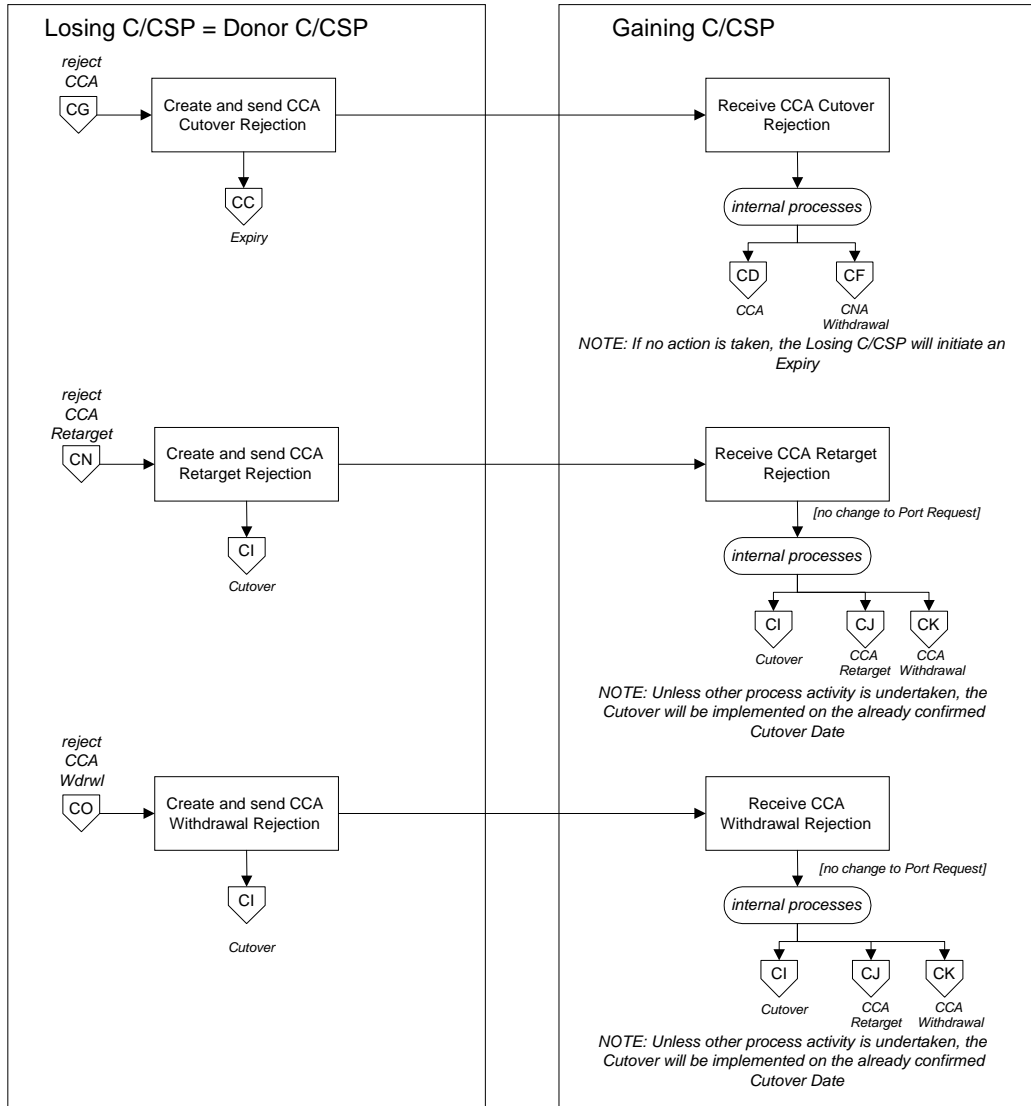 Losing C/CSP = Donor C/CSP
Gaining C/CSP
reject
CCA
CG
Create and send CCA
Cutover Rejection
Receive CCA Cutover
Rejection
CC
Expiry
internal processes
CD
CCA
CF
CNA
Withdrawal
NOTE: If no action is taken, the Losing C/CSP will initiate an
Expiry
reject
CCA
Retarget
CN
Create and send CCA
Retarget Rejection
Receive CCA Retarget
Rejection
[no change to Port Request]
CI
Cutover
internal processes
CI
Cutover
CJ
CCA
Retarget
CK
CCA
Withdrawal
NOTE: Unless other process activity is undertaken, the
Cutover will be implemented on the already confirmed
Cutover Date
reject
CCA
Wdrwl
CO
Create and send CCA
Withdrawal Rejection
Receive CCA
Withdrawal Rejection
[no change to Port Request]
CI
Cutover
internal processes
CI
Cutover
CJ
CCA
Retarget
CK
CCA
Withdrawal
NOTE: Unless other process activity is undertaken, the
Cutover will be implemented on the already confirmed
Cutover Date